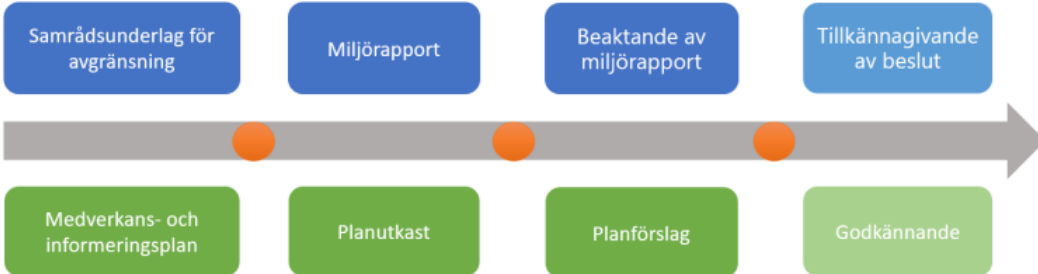 Samrådsunderlag för
avgränsning
Miljörapport
Beaktande av
miljörapport
Tillkännagivande
av beslut
Medverkans- och
informeringsplan
Planutkast
Planförslag
Godkännande